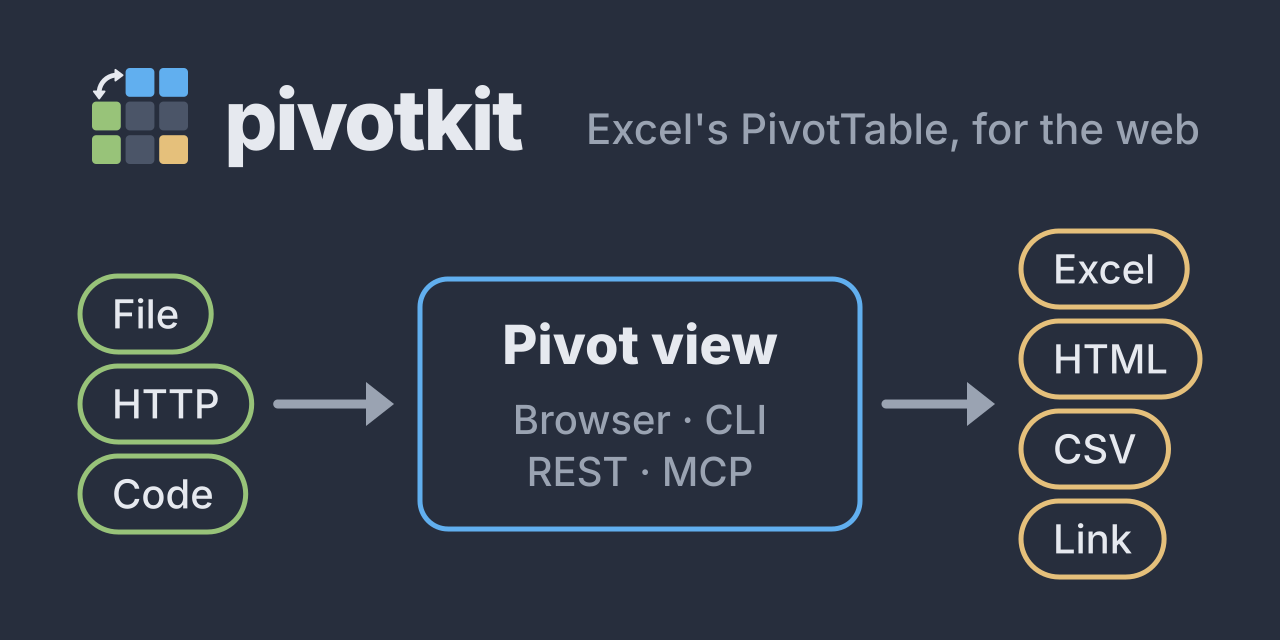 pivotkit
Excel's PivotTable, for the web
File
HTTP
Code
Pivot view
Browser · CLI
REST · MCP
Excel
HTML
CSV
Link